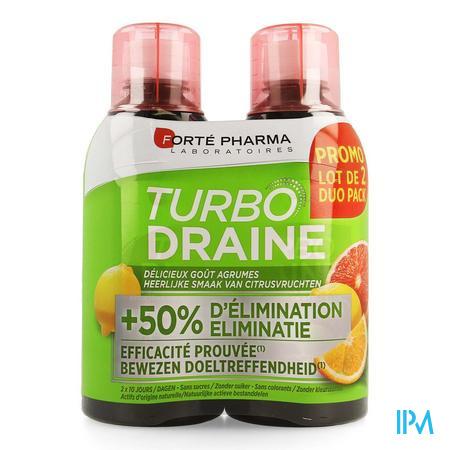 FORTÉ PHARMA
LABORATOIRES
PROMO
LOT DE 2
DUO PACK
TURBO
DRAINE
DÉLICIEUX GOÛT AGRUMES
HEERLIJKE SMAAK VAN CITRUSVRUCHTEN
+50% D'ÉLIMINATION
ELIMINATIE
EFFICACITÉ PROUVÉE(1)
BEWEZEN DOELTREFFENDHEID(1)
2 x 10 JOURS / DAGEN - Sans sucres / Zonder suiker - Sans colorants / Zonder kleurstoffen
Actifs d'origine naturelle/Natuurlijke actieve bestanddelen
IPM